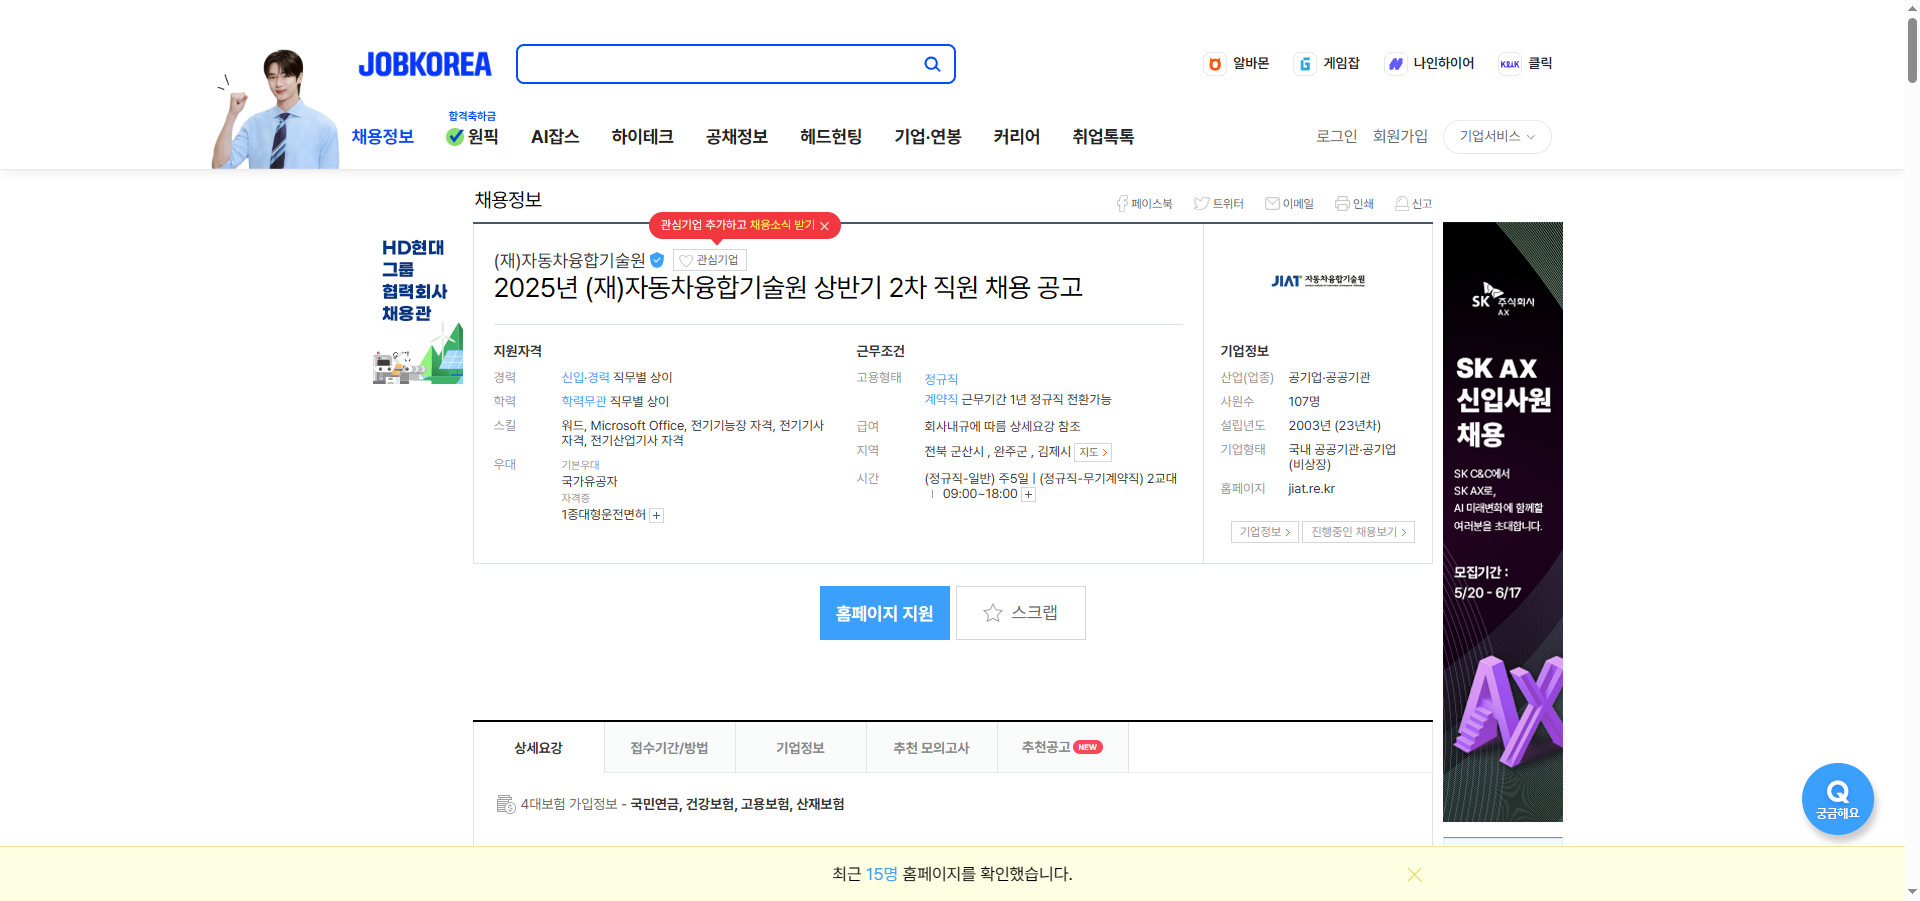 JOBKOREA
알바몬
게임잡
나인하이어
KLiK 클릭
합격축하금
채용정보
원픽
AI잡스
하이테크
공채정보
헤드헌팅
기업·연봉
커리어
취업톡톡
로그인
회원가입
기업서비스
채용정보
페이스북
트위터
이메일
인쇄
신고
관심기업 추가하고 채용소식 받기
HD현대
그룹
협력회사
채용관
(재)자동차융합기술원
관심기업
2025년 (재)자동차융합기술원 상반기 2차 직원 채용 공고
지원자격
경력 신입·경력 직무별 상이
학력 학력무관 직무별 상이
스킬 워드, Microsoft Office, 전기기능장 자격, 전기기사
자격, 전기산업기사 자격
우대 기본우대
국가유공자
자격증
1종대형운전면허
근무조건
고용형태 정규직
계약직 근무기간 1년 정규직 전환가능
급여 회사내규에 따름 상세요강 참조
지역 전북 군산시 , 완주군 , 김제시 지도
시간 (정규직-일반) 주5일 | (정규직-무기계약직) 2교대
09:00~18:00
JIAT 자동차융합기술원
기업정보
산업(업종) 공기업·공공기관
사원수 107명
설립년도 2003년 (23년차)
기업형태 국내 공공기관·공기업
(비상장)
홈페이지 jiat.re.kr
기업정보
진행중인 채용보기
SK 주식회사
AX
SK AX
신입사원
채용
SK C&C에서
SK AX로,
AI 미래변화에 함께할
여러분을 초대합니다.
모집기간 :
5/20 - 6/17
AX
홈페이지 지원
스크랩
상세요강
접수기간/방법
기업정보
추천 모의고사
추천공고 NEW
4대보험 가입정보 - 국민연금, 건강보험, 고용보험, 산재보험
Q
궁금해요
최근 15명 홈페이지를 확인했습니다.